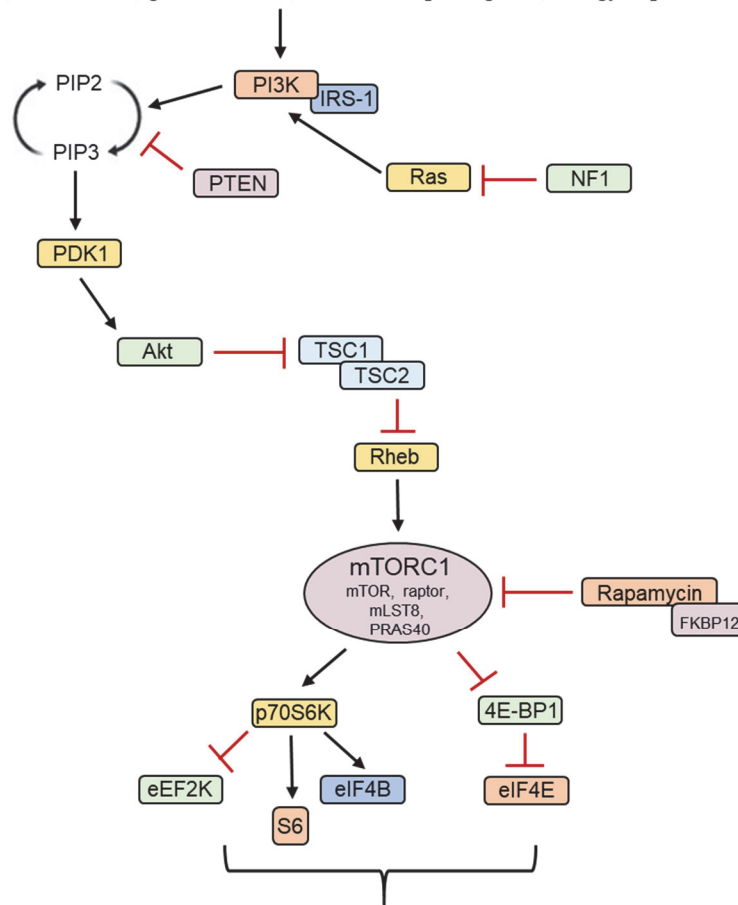 PIP2
PI3K
IRS-1
PIP3
PTEN
Ras
NF1
PDK1
Akt
TSC1
TSC2
Rheb
mTORC1
mTOR, raptor,
mLST8,
PRAS40
Rapamycin
FKBP12
p70S6K
4E-BP1
eEF2K
eIF4B
eIF4E
S6